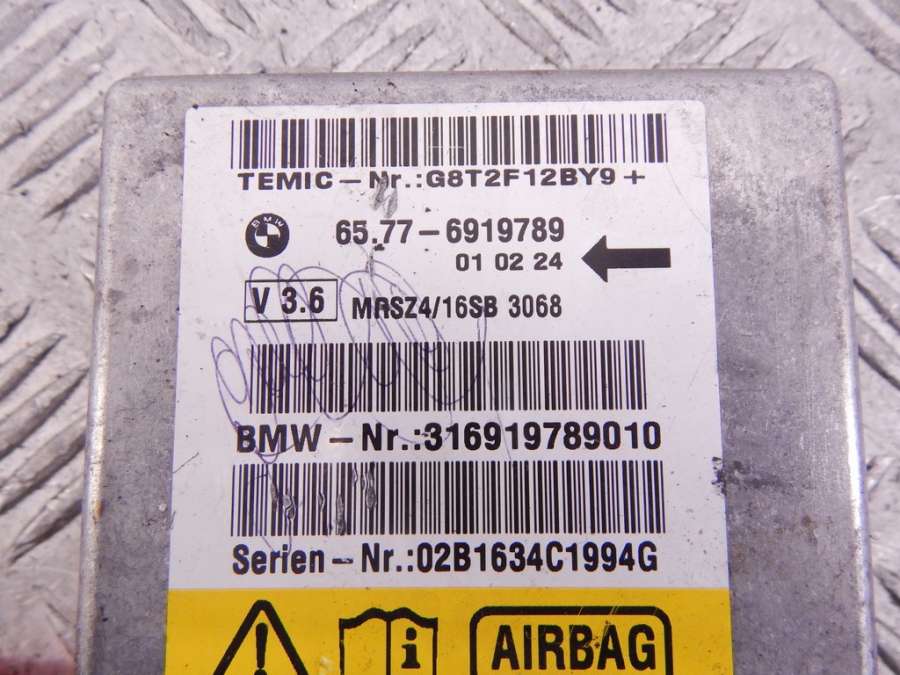 TEMIC-Nr.:G8T2F12BY9+
BMW
65.77-6919789
01 02 24
V 3.6
MRSZ4/16SB 3068
BMW-Nr.:316919789010
Serien-Nr.:02B1634C1994G
! i AIRBAG